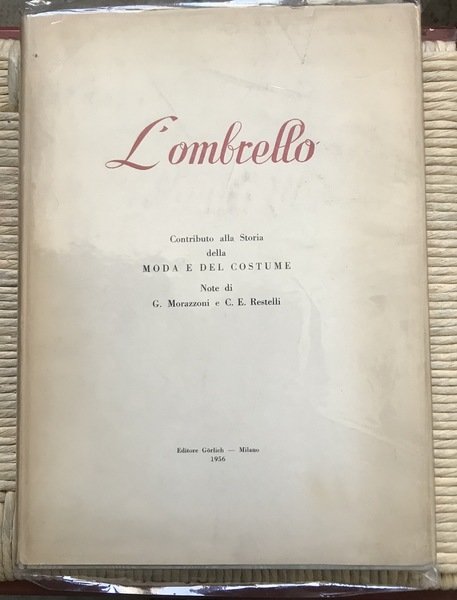 L'ombrello
Contributo alla Storia
della
MODA E DEL COSTUME
Note di
G. Morazzoni e C. E. Restelli
Editore Görlich — Milano
1956